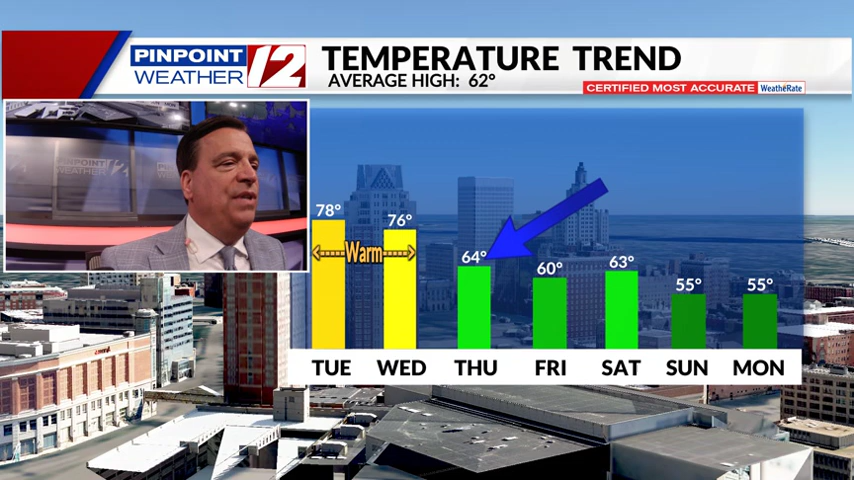 PINPOINT
WEATHER 12
TEMPERATURE TREND
AVERAGE HIGH: 62°
CERTIFIED MOST ACCURATE WeatheRate
PINPOINT
WEATHER 12
78° 76° 64° 60° 63° 55° 55°
Warm
TUE WED THU FRI SAT SUN MON